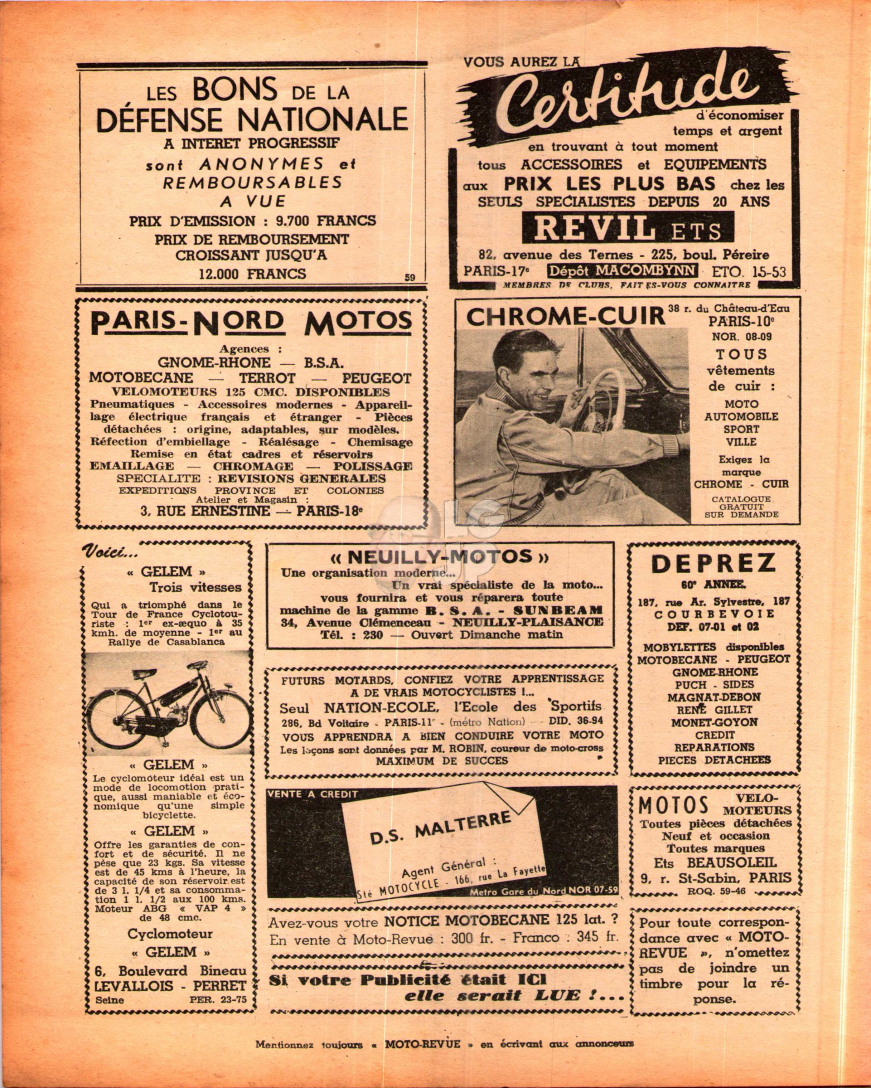 LES BONS DE LA
DÉFENSE NATIONALE
A INTERET PROGRESSIF
sont ANONYMES et
REMBOURSABLES
A VUE
PRIX D'EMISSION : 9.700 FRANCS
PRIX DE REMBOURSEMENT
CROISSANT JUSQU'A
12.000 FRANCS
59
VOUS AUREZ LA
Certitude
d'économiser
temps et argent
en trouvant à tout moment
tous ACCESSOIRES et EQUIPEMENTS
aux PRIX LES PLUS BAS chez les
SEULS SPECIALISTES DEPUIS 20 ANS
REVIL ETS
82, avenue des Ternes - 225, boul. Péreire
PARIS-17e Dépôt MACOMBYNN ETO. 15-53
MEMBRES DE CLUBS, FAITES-VOUS CONNAITRE
PARIS-NORD MOTOS
Agences :
GNOME-RHONE — B.S.A.
MOTOBECANE — TERROT — PEUGEOT
VELOMOTEURS 125 CMC. DISPONIBLES
Pneumatiques - Accessoires modernes - Appareil-
lage électrique français et étranger - Pièces
détachées : origine, adaptables, sur modèles.
Réfection d'embiellage - Réalésage - Chemisage
Remise en état cadres et réservoirs
EMAILLAGE — CHROMAGE — POLISSAGE
SPECIALITE : REVISIONS GENERALES
EXPEDITIONS PROVINCE ET COLONIES
Atelier et Magasin :
3, RUE ERNESTINE — PARIS-18e
CHROME-CUIR
38 r. du Château-d'Eau
PARIS-10e
NOR. 08-09
TOUS
vêtements
de cuir :
MOTO
AUTOMOBILE
SPORT
VILLE
Exigez la
marque
CHROME - CUIR
CATALOGUE
GRATUIT
SUR DEMANDE
Voici...
« GELEM »
Trois vitesses
Qui a triomphé dans le
Tour de France Cyclotou-
riste : 1er ex-æquo à 35
kmh. de moyenne - 1er au
Rallye de Casablanca
« GELEM »
Le cyclomoteur idéal est un
mode de locomotion prati-
que, aussi maniable et éco-
nomique qu'une simple
bicyclette.
« GELEM »
Offre les garanties de con-
fort et de sécurité. Il ne
pèse que 23 kgs. Sa vitesse
est de 45 kms à l'heure, la
capacité de son réservoir est
de 3 l. 1/4 et sa consomma-
tion 1 l. 1/2 aux 100 kms.
Moteur ABG « VAP 4 »
de 48 cmc.
Cyclomoteur
« GELEM »
6, Boulevard Bineau
LEVALLOIS - PERRET
Seine PER. 23-75
« NEUILLY-MOTOS »
Une organisation moderne...
Un vrai spécialiste de la moto...
vous fournira et vous réparera toute
machine de la gamme B.S.A. - SUNBEAM
34, Avenue Clémenceau - NEUILLY-PLAISANCE
Tél. : 230 — Ouvert Dimanche matin
FUTURS MOTARDS, CONFIEZ VOTRE APPRENTISSAGE
A DE VRAIS MOTOCYCLISTES !...
Seul NATION-ECOLE, l'Ecole des Sportifs
286, Bd Voltaire - PARIS-11e - (métro Nation) — DID. 36-94
VOUS APPRENDRA A BIEN CONDUIRE VOTRE MOTO
Les leçons sont données par M. ROBIN, coureur de moto-cross
MAXIMUM DE SUCCES
VENTE A CREDIT
D.S. MALTERRE
Agent Général :
Sté MOTOCYCLE - 166, rue La Fayette
Metro Gare du Nord NOR 07-59
Avez-vous votre NOTICE MOTOBECANE 125 lat. ?
En vente à Moto-Revue : 300 fr. - Franco : 345 fr.
Si votre Publicité était ICI
elle serait LUE !...
DEPREZ
60e ANNEE
187, rue Ar. Sylvestre, 187
COURBEVOIE
DEF. 07-01 et 02
MOBYLETTES disponibles
MOTOBECANE - PEUGEOT
GNOME-RHONE
PUCH - SIDES
MAGNAT-DEBON
RENÉ GILLET
MONET-GOYON
CREDIT
REPARATIONS
PIECES DETACHEES
MOTOS VELO-
MOTEURS
Toutes pièces détachées
Neuf et occasion
Toutes marques
Ets BEAUSOLEIL
9, r. St-Sabin, PARIS
ROQ. 59-46
Pour toute correspon-
dance avec « MOTO-
REVUE », n'omettez
pas de joindre un
timbre pour la ré-
ponse.
Mentionnez toujours « MOTO-REVUE » en écrivant aux annonceurs